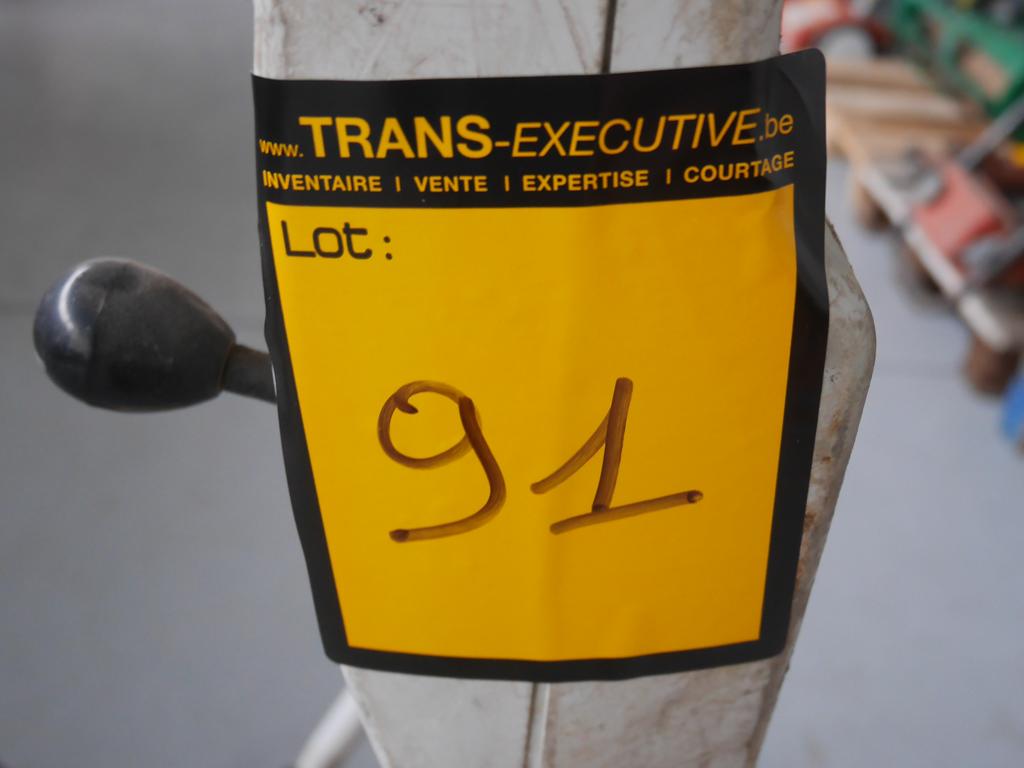 www.TRANS-EXECUTIVE.be
INVENTAIRE | VENTE | EXPERTISE | COURTAGE
Lot:
91